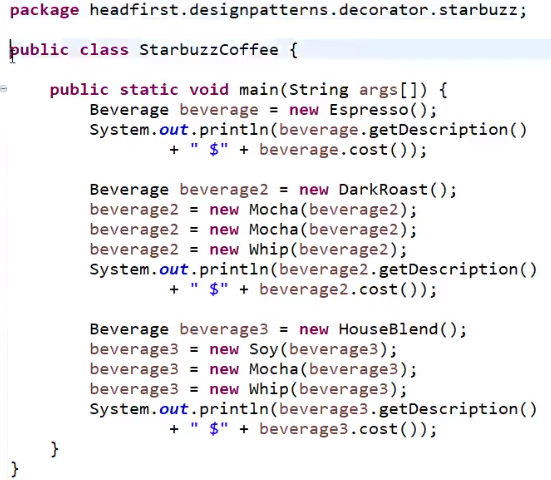 package headfirst.designpatterns.decorator.starbuzz;
public class StarbuzzCoffee {
public static void main(String args[]) {
Beverage beverage = new Espresso();
System.out.println(beverage.getDescription()
+ " $" + beverage.cost());
Beverage beverage2 = new DarkRoast();
beverage2 = new Mocha(beverage2);
beverage2 = new Mocha(beverage2);
beverage2 = new Whip(beverage2);
System.out.println(beverage2.getDescription()
+ " $" + beverage2.cost());
Beverage beverage3 = new HouseBlend();
beverage3 = new Soy(beverage3);
beverage3 = new Mocha(beverage3);
beverage3 = new Whip(beverage3);
System.out.println(beverage3.getDescription()
+ " $" + beverage3.cost());
}
}